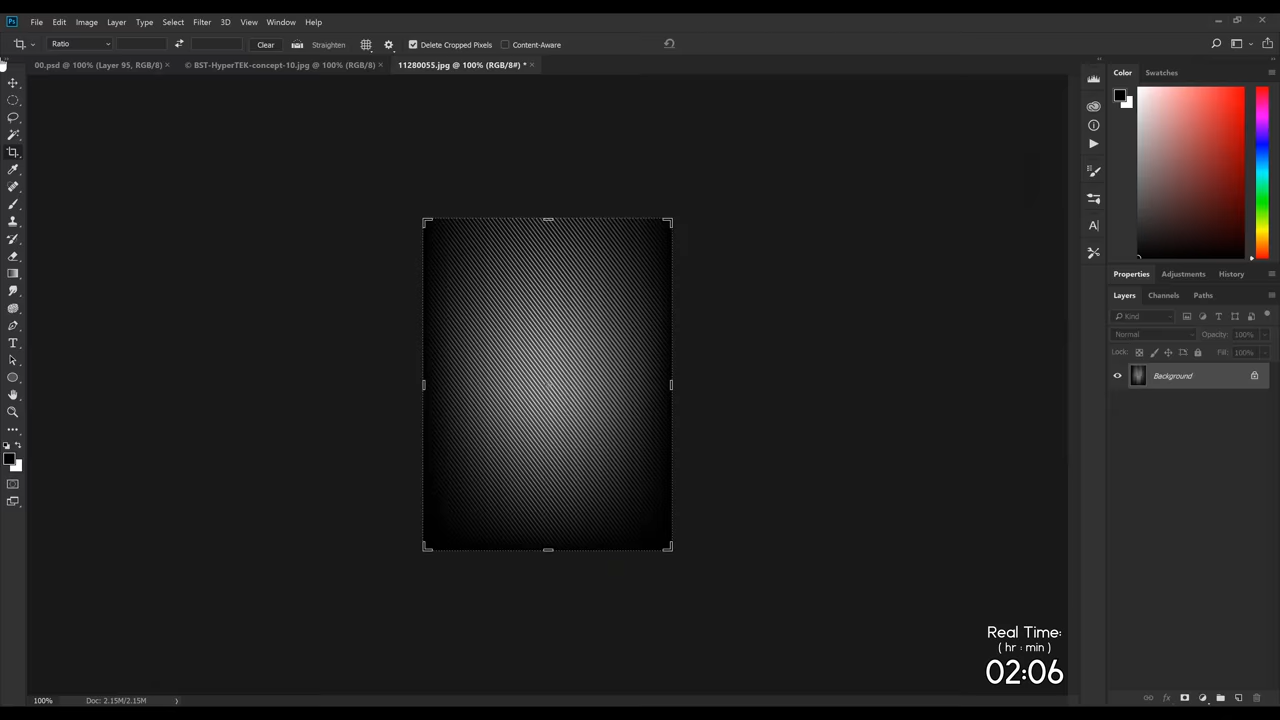 Ps File Edit Image Layer Type Select Filter 3D View Window Help
Ratio Clear Straighten Delete Cropped Pixels Content-Aware
00.psd @ 100% (Layer 95, RGB/8) × © BST-HyperTEK-concept-10.jpg @ 100% (RGB/8) × 11280055.jpg @ 100% (RGB/8#) * ×
Color Swatches
Properties Adjustments History
Layers Channels Paths
Kind
Normal Opacity: 100%
Lock: Fill: 100%
Background
Real Time:
( hr : min )
02:06
100% Doc: 2.15M/2.15M
fx